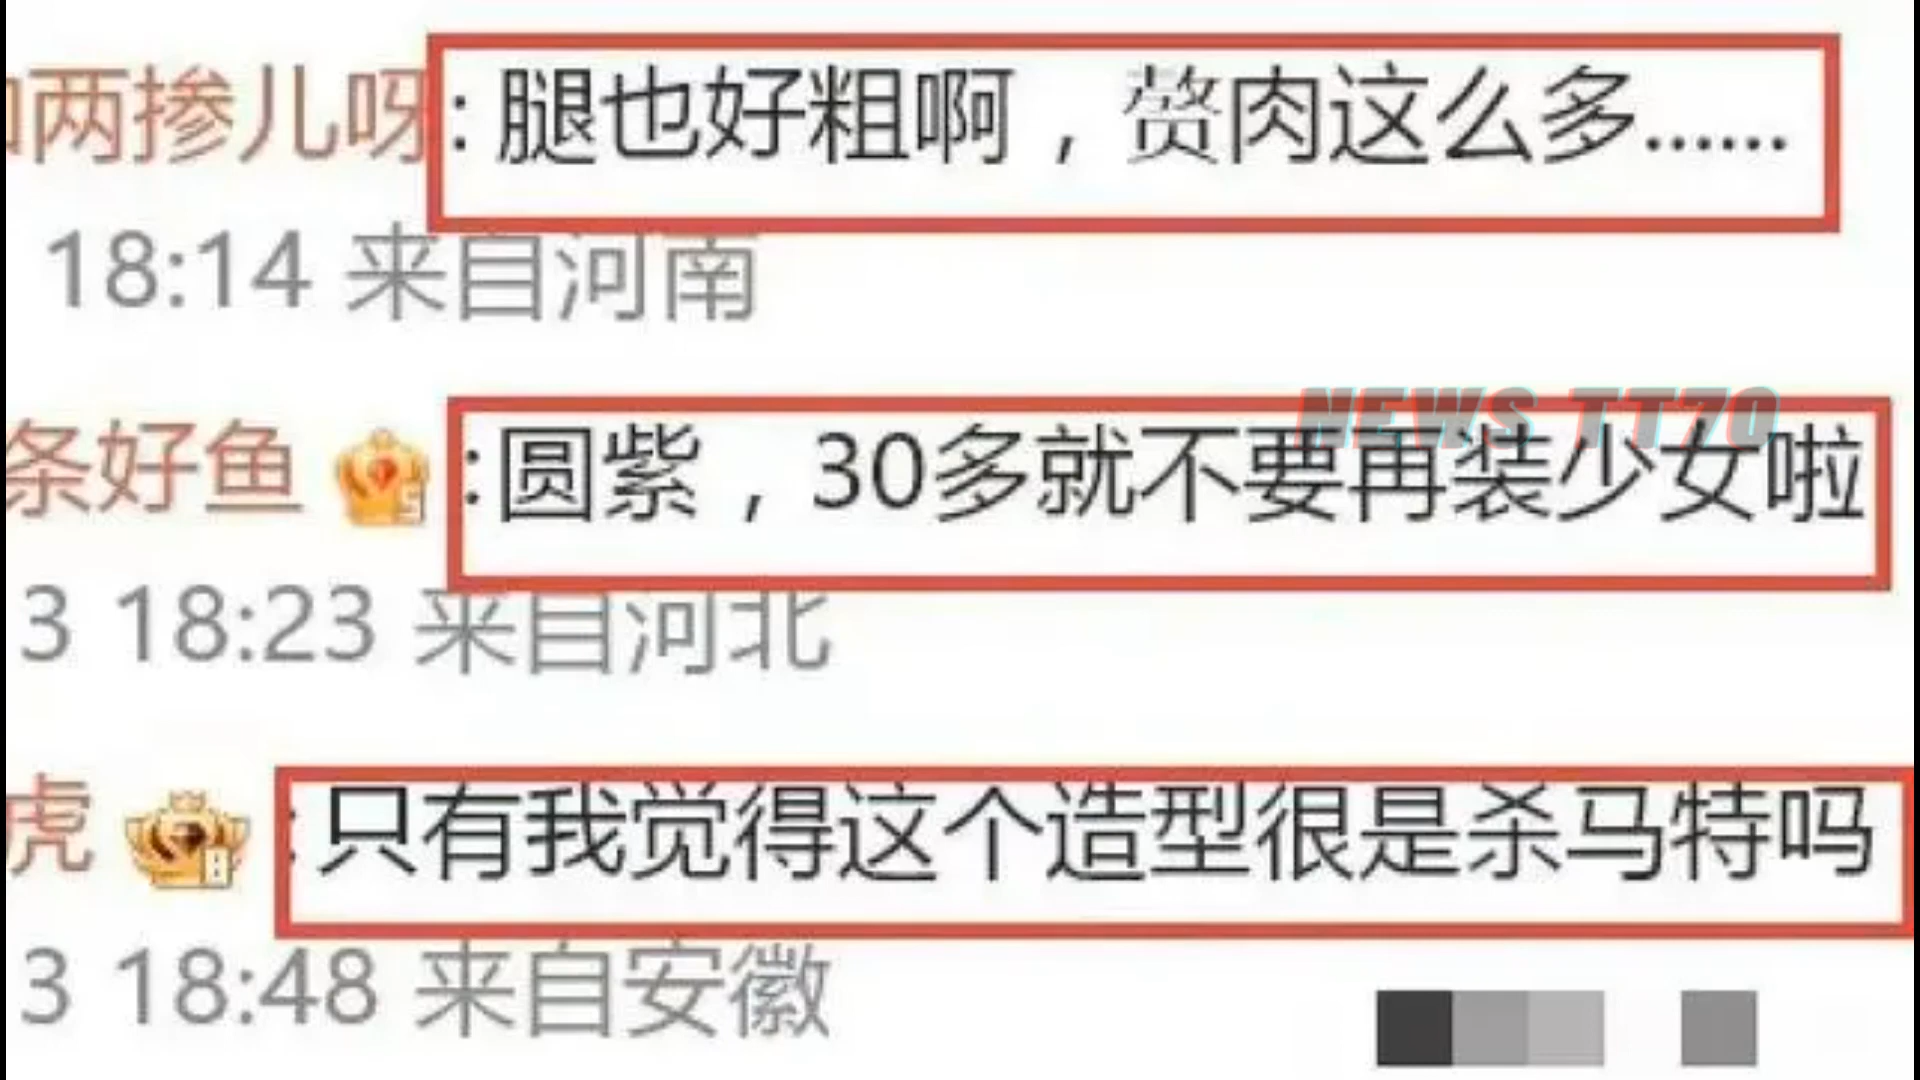 两掺儿呀:腿也好粗啊，赘肉这么多......
18:14 来自河南
NEWS TT70
条好鱼:圆紫，30多就不要再装少女啦
3 18:23 来自河北
虎:只有我觉得这个造型很是杀马特吗
3 18:48 来自安徽